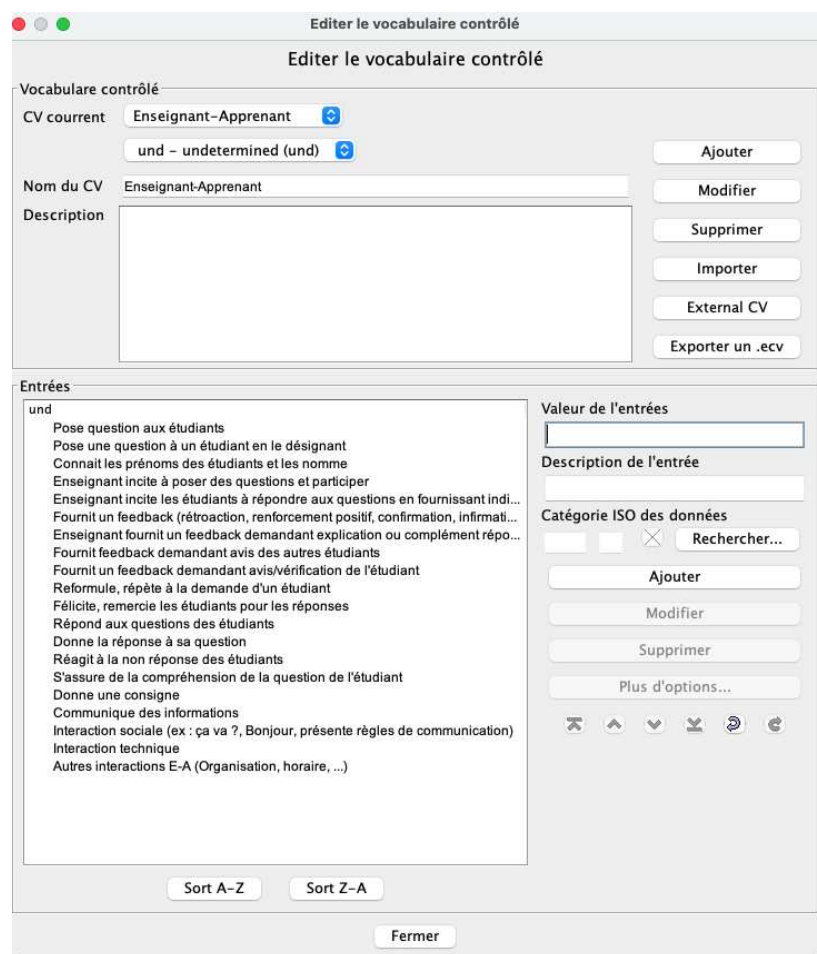 Editer le vocabulaire contrôlé
Editer le vocabulaire contrôlé
Vocabulare contrôlé
CV courrent Enseignant-Apprenant
und - undetermined (und)
Ajouter
Nom du CV Enseignant-Apprenant
Modifier
Description
Supprimer
Importer
External CV
Exporter un .ecv
Entrées
und
Pose question aux étudiants
Pose une question à un étudiant en le désignant
Connait les prénoms des étudiants et les nomme
Enseignant incite à poser des questions et participer
Enseignant incite les étudiants à répondre aux questions en fournissant indi...
Fournit un feedback (rétroaction, renforcement positif, confirmation, infirmati...
Enseignant fournit un feedback demandant explication ou complément répo...
Fournit feedback demandant avis des autres étudiants
Fournit un feedback demandant avis/vérification de l'étudiant
Reformule, répète à la demande d'un étudiant
Félicite, remercie les étudiants pour les réponses
Répond aux questions des étudiants
Donne la réponse à sa question
Réagit à la non réponse des étudiants
S'assure de la compréhension de la question de l'étudiant
Donne une consigne
Communique des informations
Interaction sociale (ex : ça va ?, Bonjour, présente règles de communication)
Interaction technique
Autres interactions E-A (Organisation, horaire, ...)
Valeur de l'entrées
Description de l'entrée
Catégorie ISO des données
Rechercher...
Ajouter
Modifier
Supprimer
Plus d'options...
Sort A-Z
Sort Z-A
Fermer